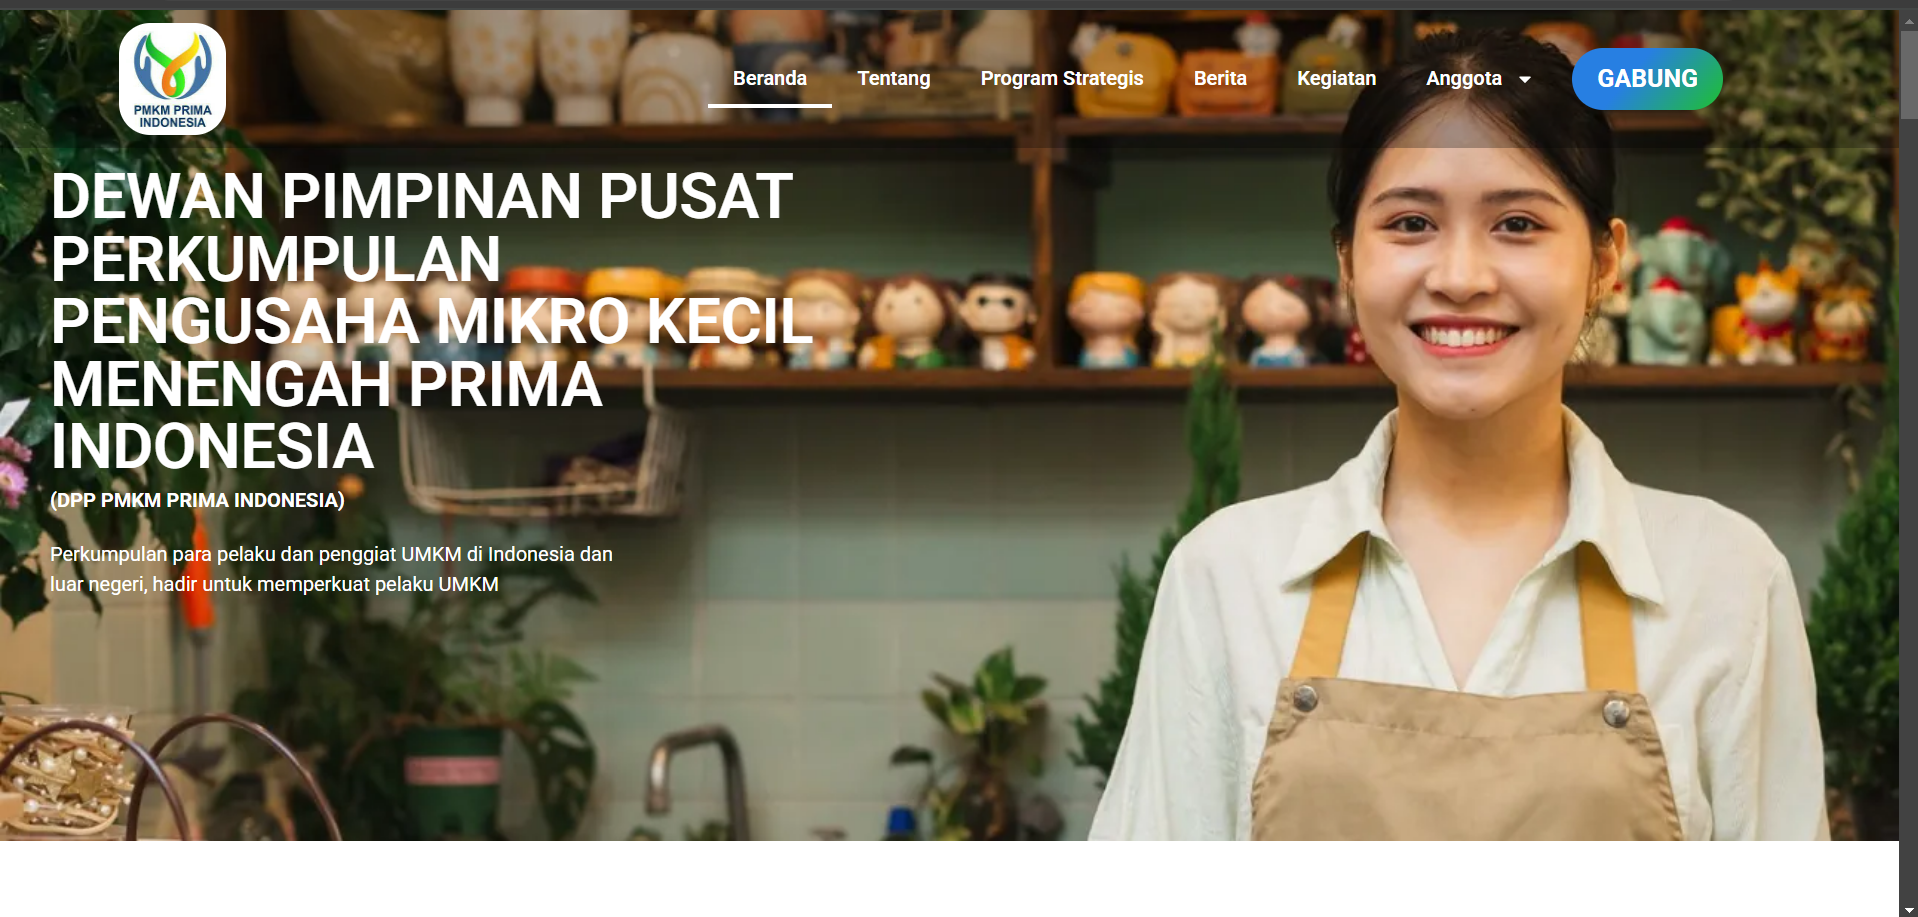 PMKM PRIMA
INDONESIA
Beranda
Tentang
Program Strategis
Berita
Kegiatan
Anggota
GABUNG
DEWAN PIMPINAN PUSAT
PERKUMPULAN
PENGUSAHA MIKRO KECIL
MENENGAH PRIMA
INDONESIA
(DPP PMKM PRIMA INDONESIA)
Perkumpulan para pelaku dan penggiat UMKM di Indonesia dan
luar negeri, hadir untuk memperkuat pelaku UMKM